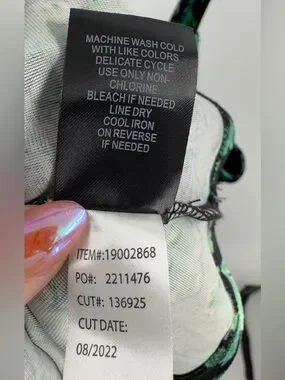 MACHINE WASH COLD
WITH LIKE COLORS
DELICATE CYCLE
USE ONLY NON-
CHLORINE
BLEACH IF NEEDED
LINE DRY
COOL IRON
ON REVERSE
IF NEEDED
ITEM#:19002868
PO#: 2211476
CUT#: 136925
CUT DATE:
08/2022